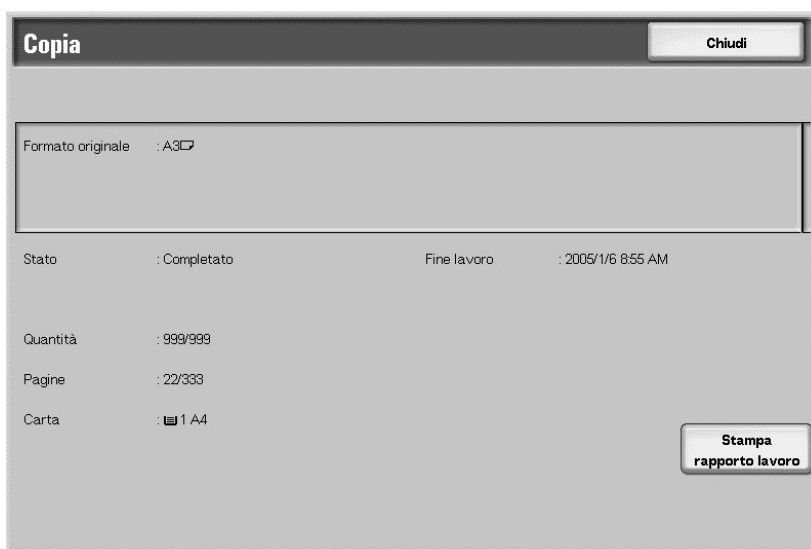 Copia
Chiudi
Formato originale : A3
Stato : Completato Fine lavoro : 2005/1/6 8:55 AM
Quantità : 999/999
Pagine : 22/333
Carta : 1 A4
Stampa
rapporto lavoro